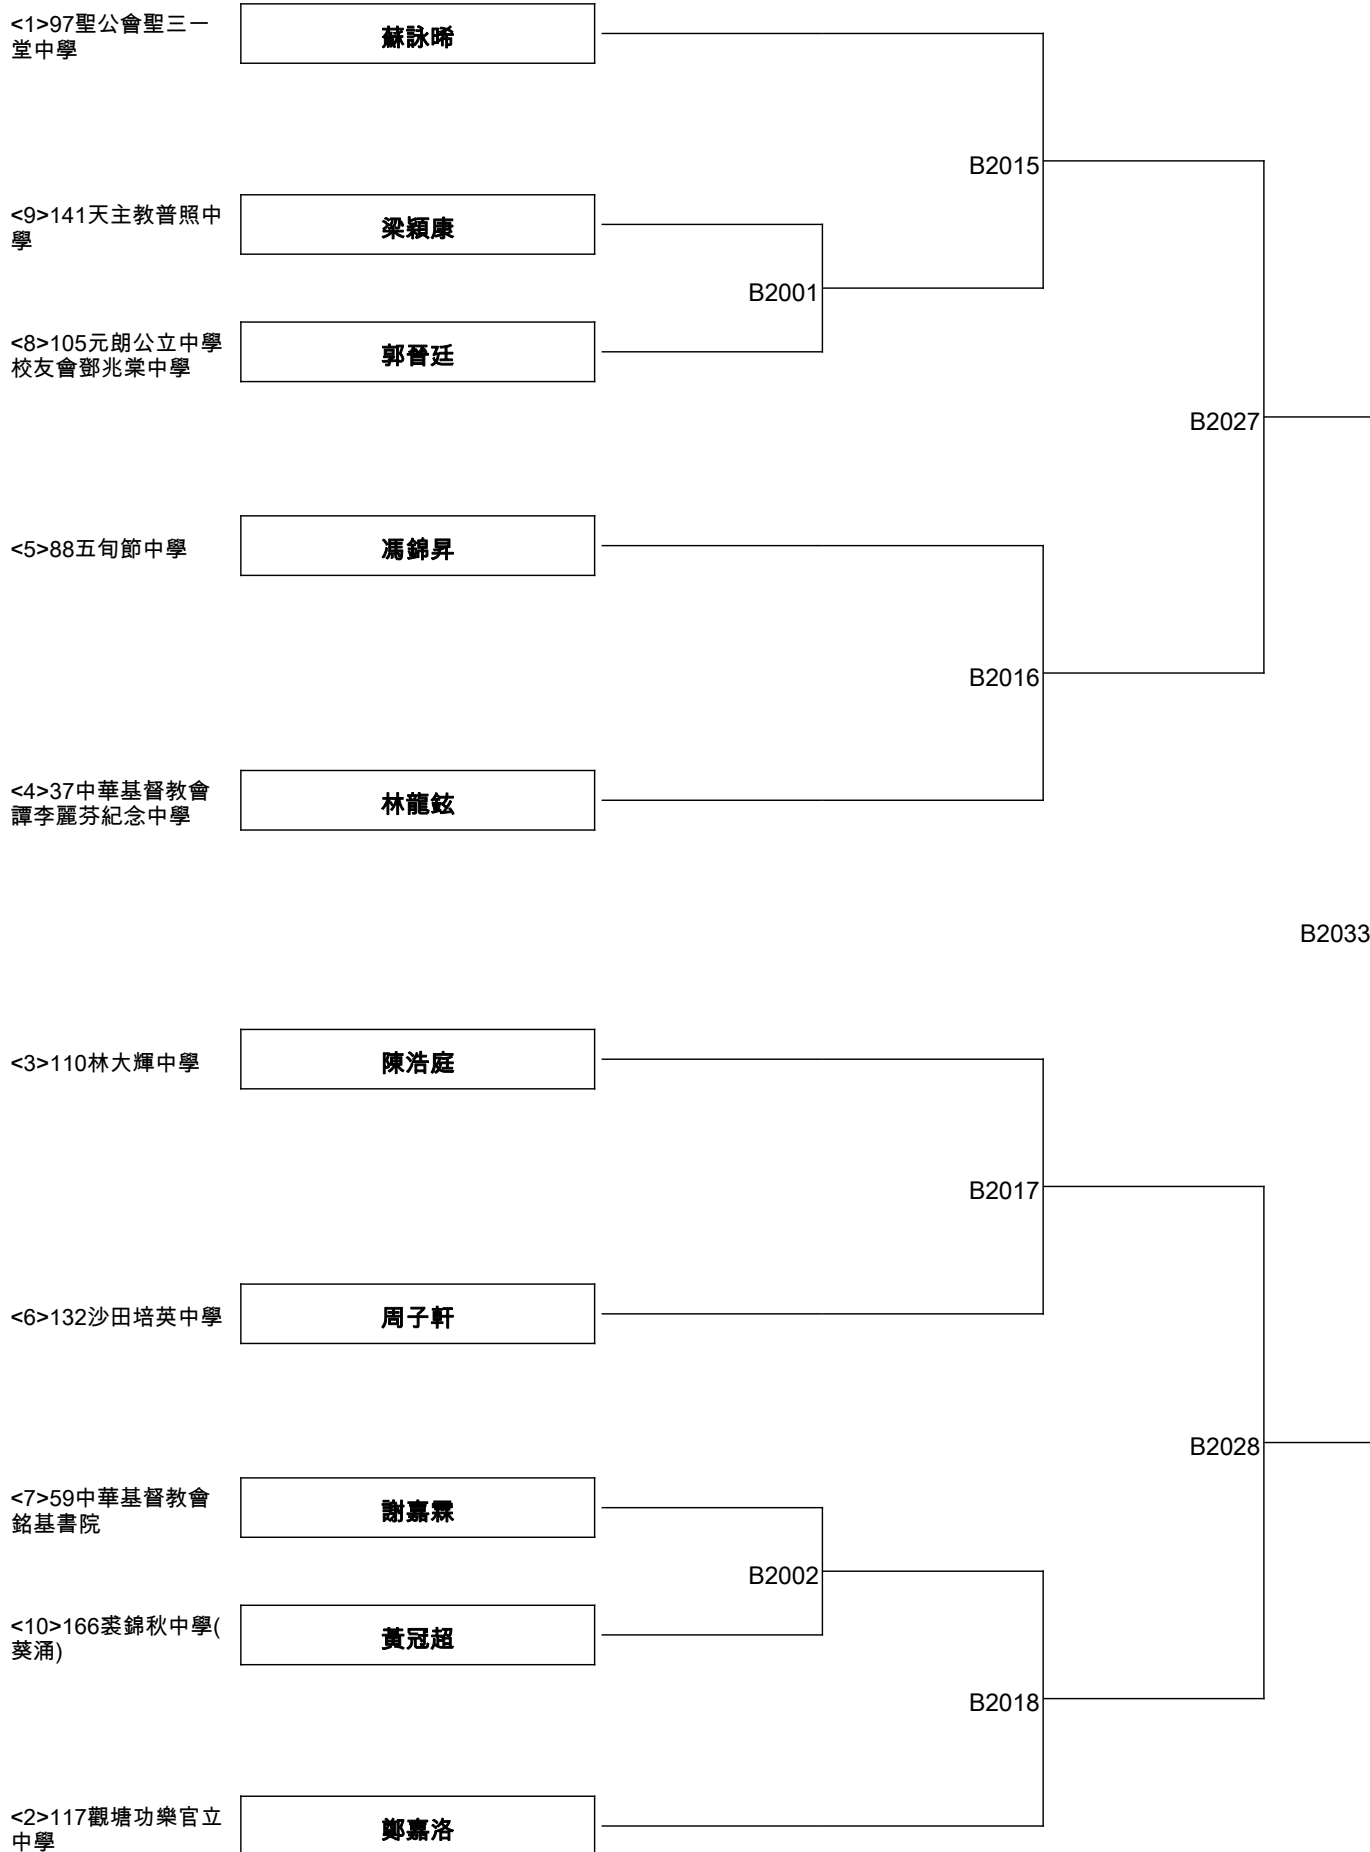 <1>97聖公會聖三一
堂中學
蘇詠晞
B2015
<9>141天主教普照中
學
梁穎康
B2001
<8>105元朗公立中學
校友會鄧兆棠中學
郭晉廷
B2027
<5>88五旬節中學
馮錦昇
B2016
<4>37中華基督教會
譚李麗芬紀念中學
林龍鉉
B2033
<3>110林大輝中學
陳浩庭
B2017
<6>132沙田培英中學
周子軒
B2028
<7>59中華基督教會
銘基書院
謝嘉霖
B2002
<10>166裘錦秋中學(
葵涌)
黃冠超
B2018
<2>117觀塘功樂官立
中學
鄭嘉洛